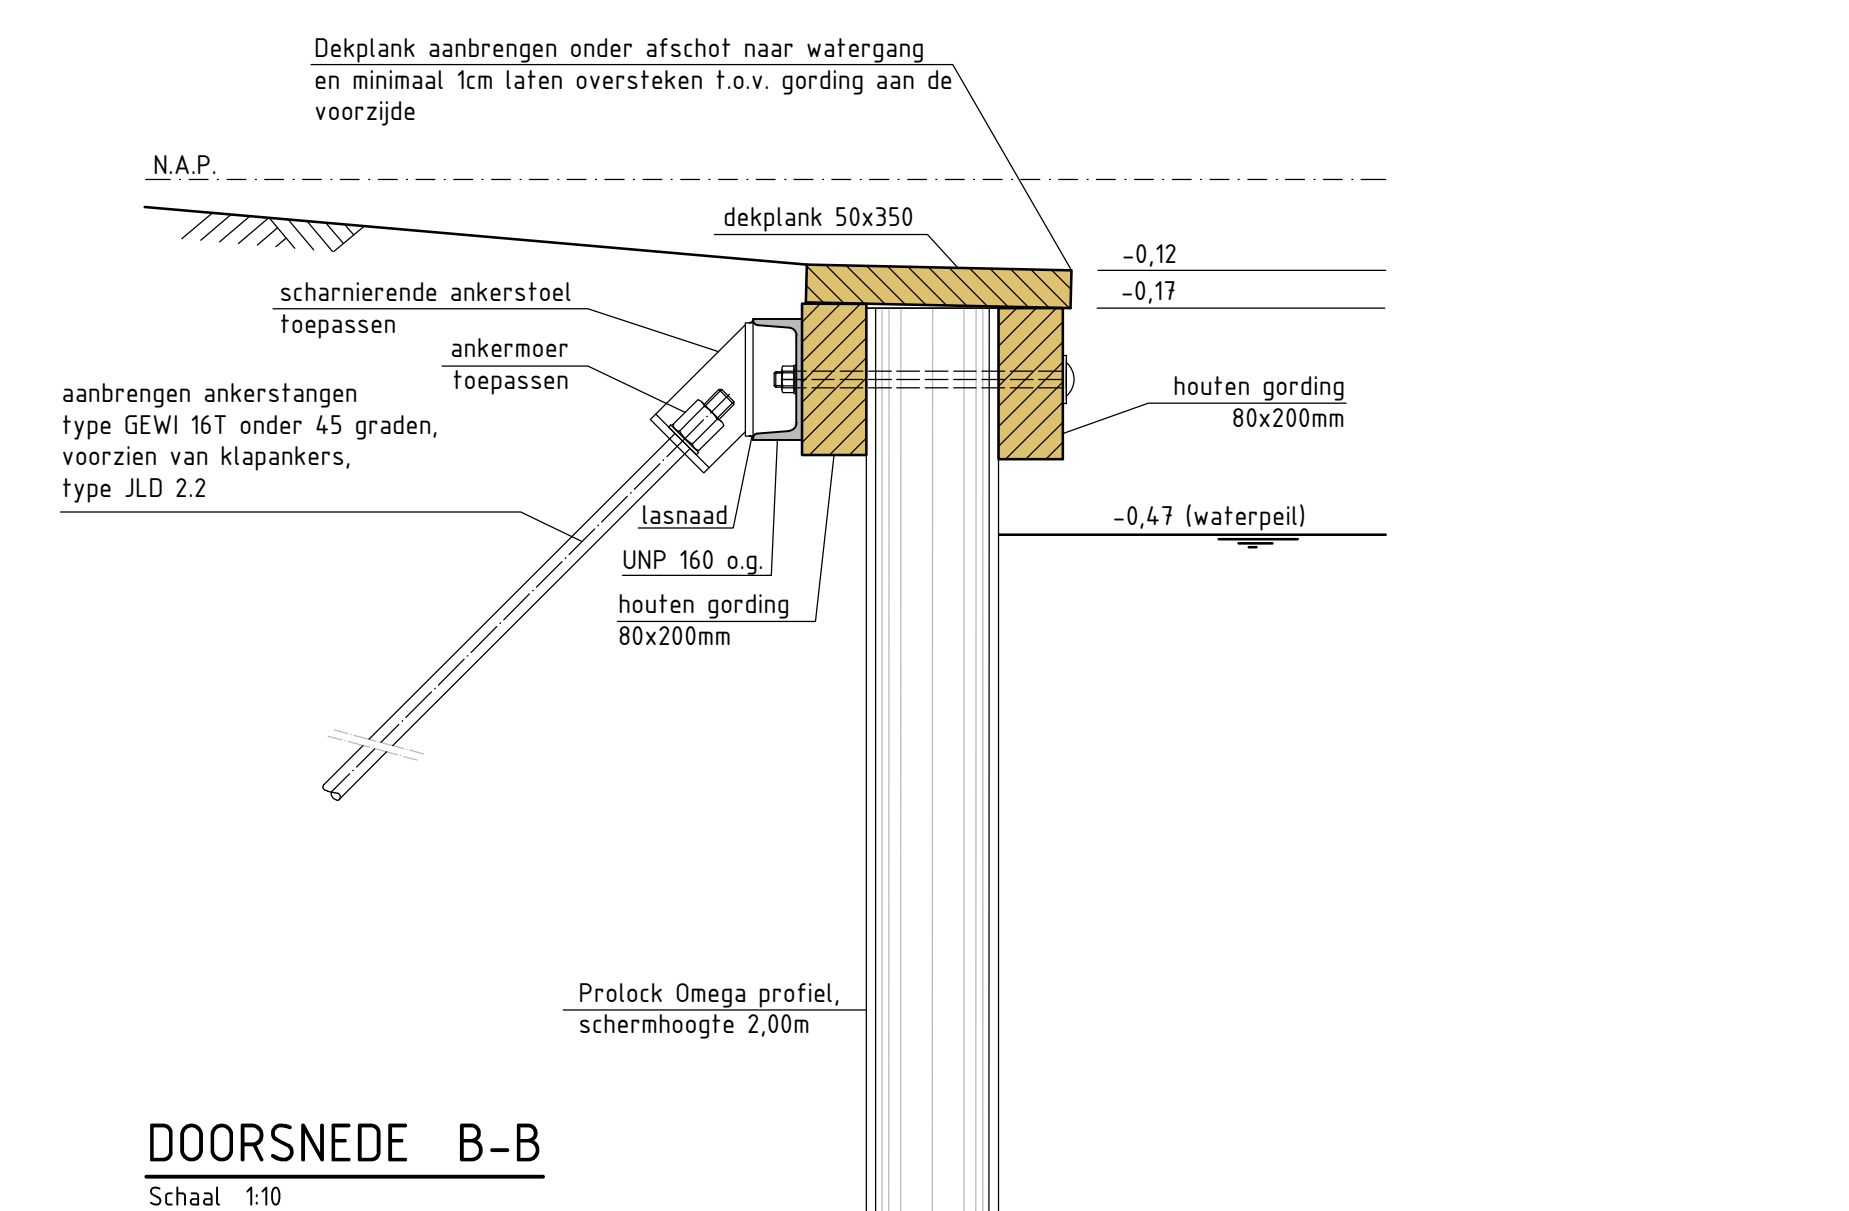 Dekplank aanbrengen onder afschot naar watergang
en minimaal 1cm laten oversteken t.o.v. gording aan de
voorzijde
N.A.P.
dekplank 50x350
-0,12
-0,17
scharnierende ankerstoel
toepassen
ankermoer
toepassen
aanbrengen ankerstangen
type GEWI 16T onder 45 graden,
voorzien van klapankers,
type JLD 2.2
houten gording
80x200mm
lasnaad
-0,47 (waterpeil)
UNP 160 o.g.
houten gording
80x200mm
Prolock Omega profiel,
schermhoogte 2,00m
DOORSNEDE B-B
Schaal 1:10